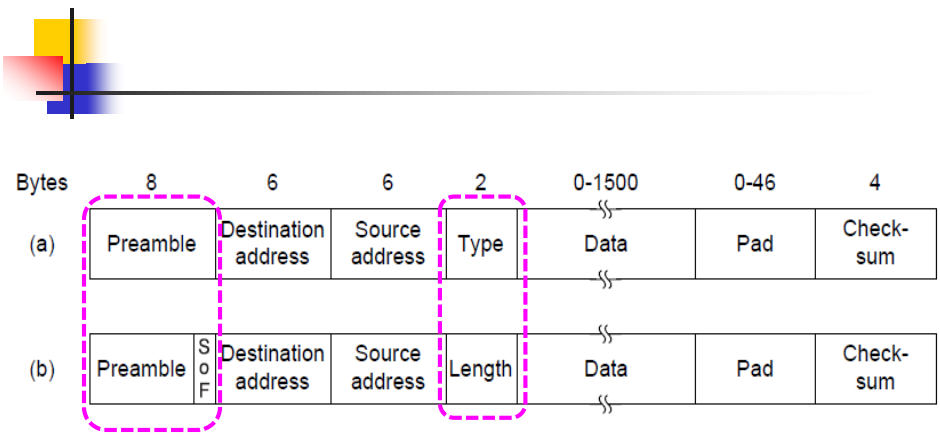 Bytes 8 6 6 2 0-1500 0-46 4
(a) Preamble Destination address Source address Type Data Pad Check-sum
(b) Preamble SoF Destination address Source address Length Data Pad Check-sum